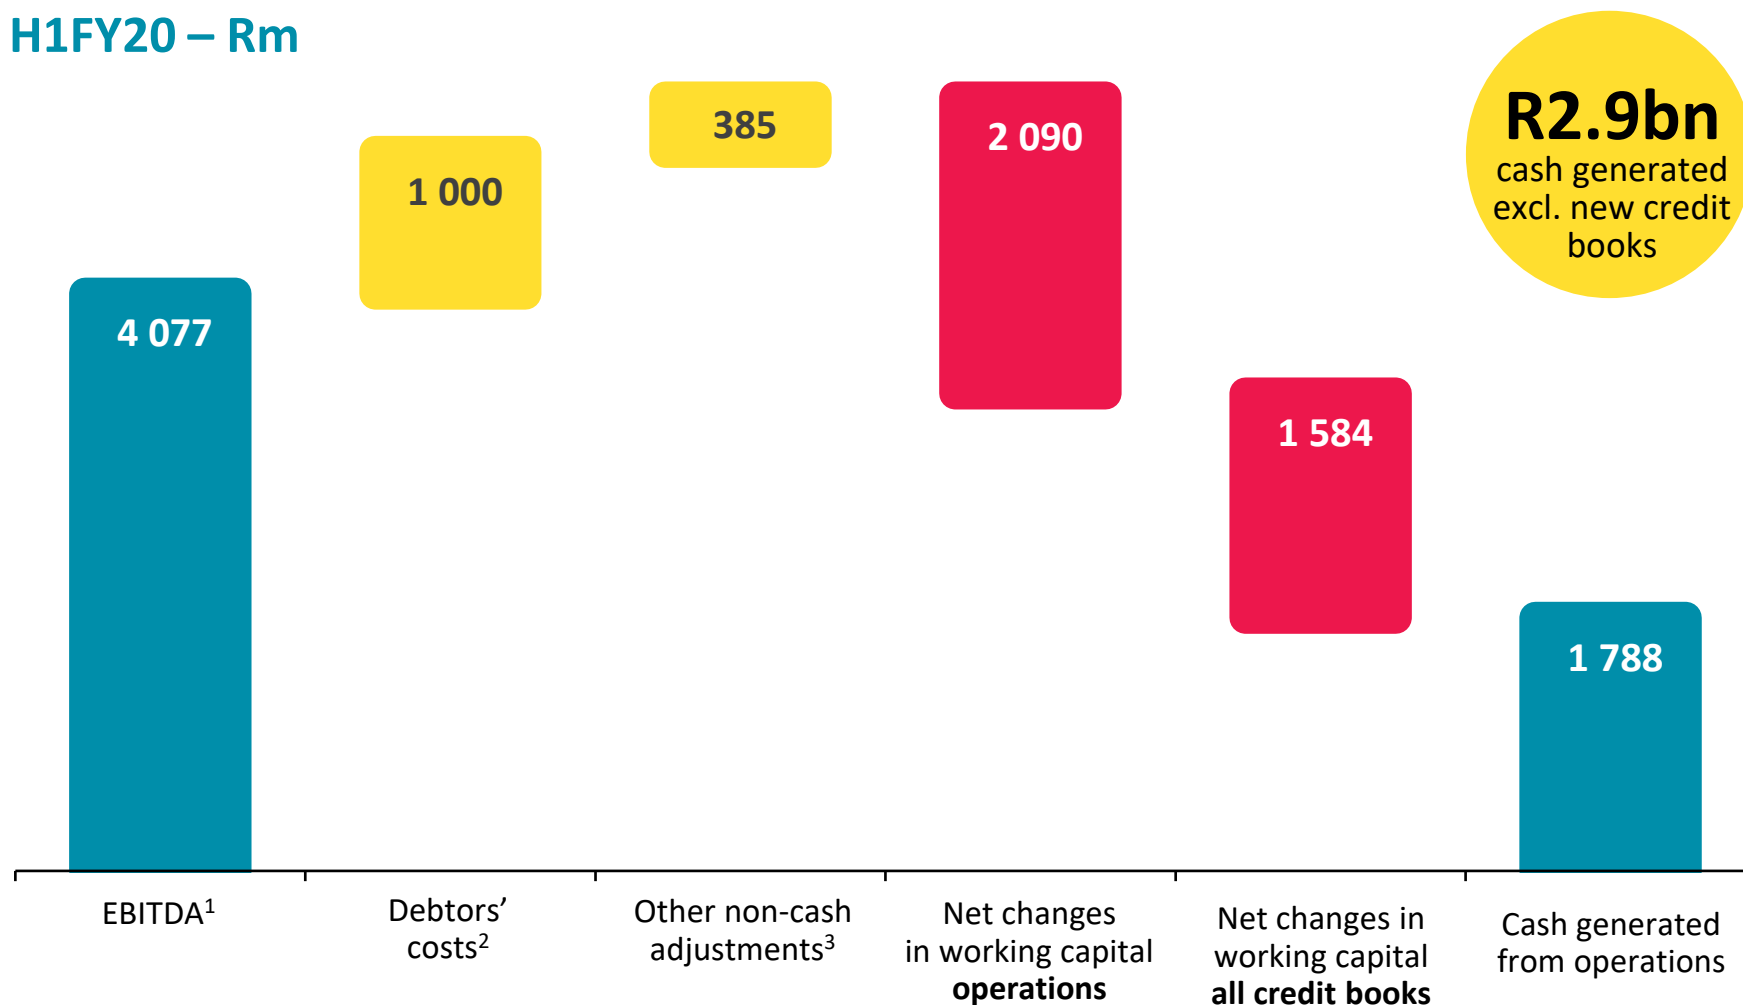 H1FY20 – Rm
R2.9bn
cash generated
excl. new credit
books
4 077
1 000
385
2 090
1 584
1 788
EBITDA¹
Debtors’
costs²
Other non-cash
adjustments³
Net changes
in working capital
operations
Net changes in
working capital
all credit books
Cash generated
from operations